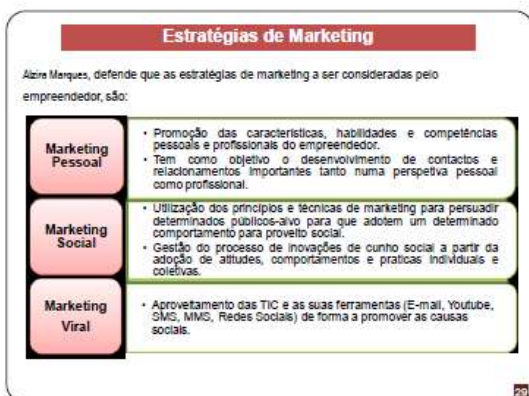 Estratégias de Marketing
Alzira Marques, defende que as estratégias de marketing a ser consideradas pelo
empreendedor, são:
Marketing
Pessoal
• Promoção das características, habilidades e competências
pessoais e profissionais do empreendedor.
• Tem como objetivo o desenvolvimento de contactos e
relacionamentos importantes tanto numa perspetiva pessoal
como profissional.
Marketing
Social
• Utilização dos princípios e técnicas de marketing para persuadir
determinados públicos-alvo para que adotem um determinado
comportamento para proveito social.
• Gestão do processo de inovações de cunho social a partir da
adoção de atitudes, comportamentos e praticas individuais e
coletivas.
Marketing
Viral
• Aproveitamento das TIC e as suas ferramentas (E-mail, Youtube,
SMS, MMS, Redes Sociais) de forma a promover as causas
sociais.
29